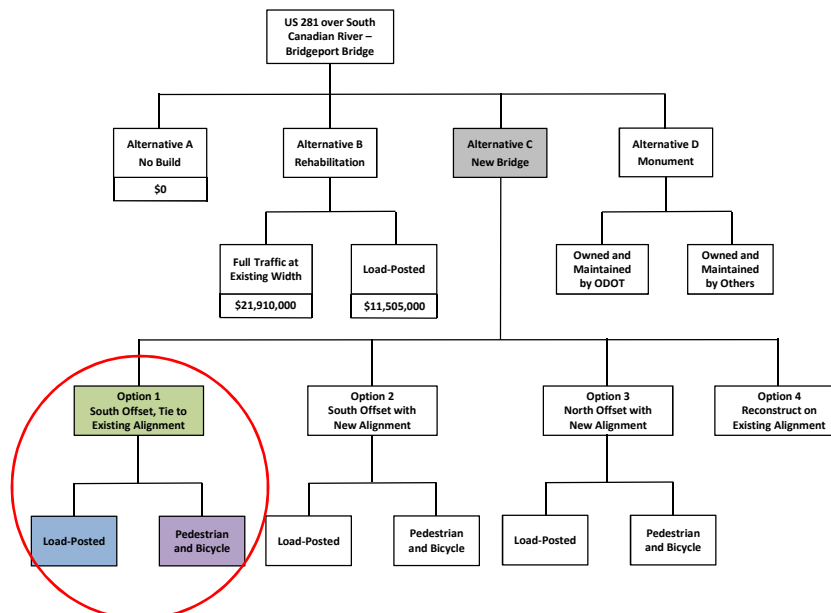 US 281 over South
Canadian River –
Bridgeport Bridge
Alternative A
No Build
$0
Alternative B
Rehabilitation
Alternative C
New Bridge
Alternative D
Monument
Full Traffic at
Existing Width
$21,910,000
Load-Posted
$11,505,000
Owned and
Maintained
by ODOT
Owned and
Maintained
by Others
Option 1
South Offset, Tie to
Existing Alignment
Option 2
South Offset with
New Alignment
Option 3
North Offset with
New Alignment
Option 4
Reconstruct on
Existing Alignment
Load-Posted
Pedestrian
and Bicycle
Load-Posted
Pedestrian
and Bicycle
Load-Posted
Pedestrian
and Bicycle